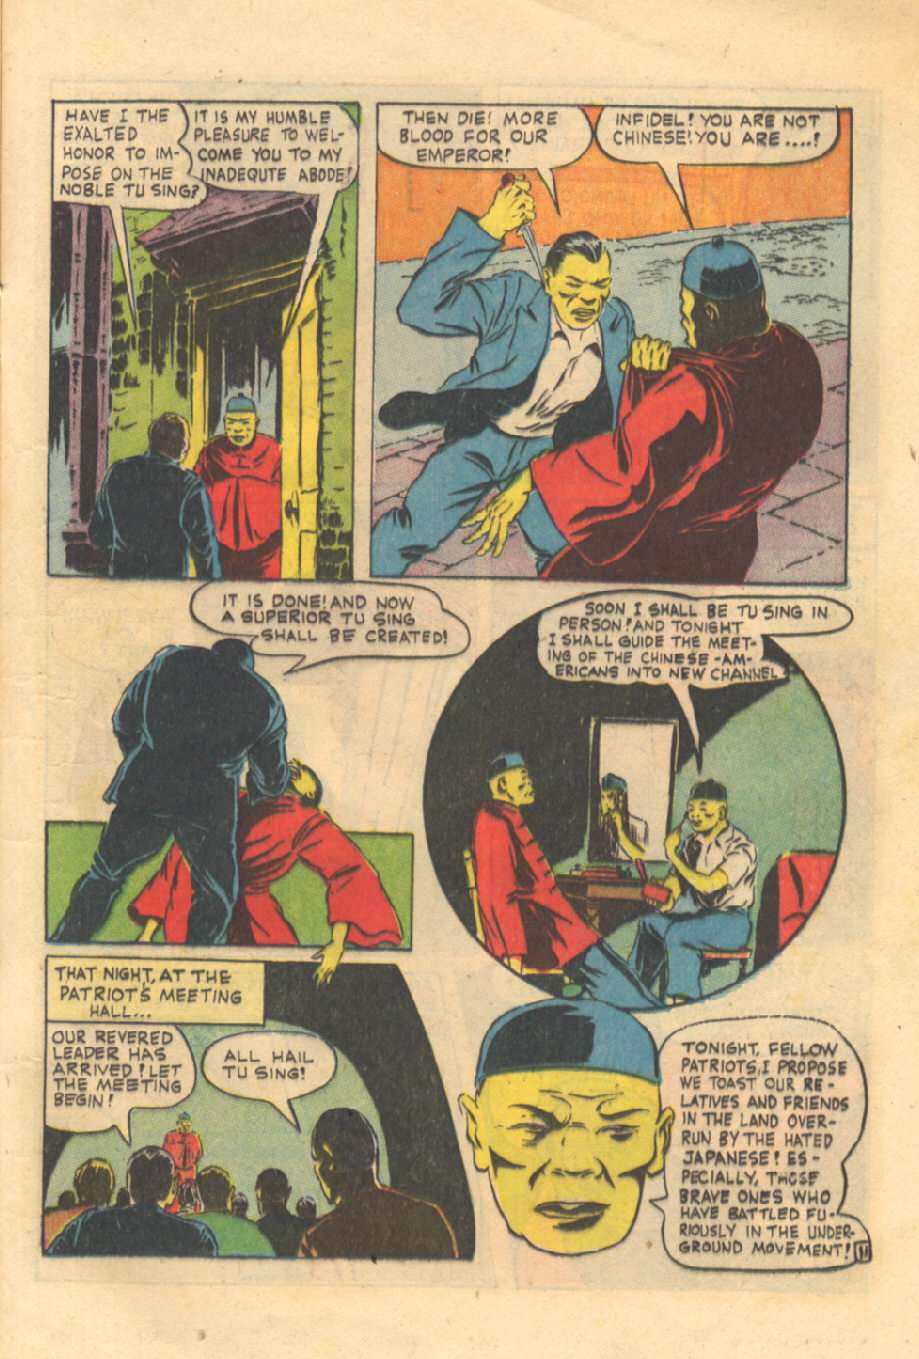 HAVE I THE
EXALTED
HONOR TO IM-
POSE ON THE
NOBLE TU SING?
IT IS MY HUMBLE
PLEASURE TO WEL-
COME YOU TO MY
INADEQUTE ABODE!
THEN DIE! MORE
BLOOD FOR OUR
EMPEROR!
INFIDEL! YOU ARE NOT
CHINESE! YOU ARE ....!
IT IS DONE! AND NOW
A SUPERIOR TU SING
SHALL BE CREATED!
SOON I SHALL BE TU SING IN
PERSON! AND TONIGHT
I SHALL GUIDE THE MEET-
ING OF THE CHINESE-AM-
ERICANS INTO NEW CHANNEL
THAT NIGHT, AT THE
PATRIOT'S MEETING
HALL...
OUR REVERED
LEADER HAS
ARRIVED! LET
THE MEETING
BEGIN!
ALL HAIL
TU SING!
TONIGHT, FELLOW
PATRIOTS, I PROPOSE
WE TOAST OUR RE-
LATIVES AND FRIENDS
IN THE LAND OVER-
RUN BY THE HATED
JAPANESE! ES-
PECIALLY, THOSE
BRAVE ONES WHO
HAVE BATTLED FU-
RIOUSLY IN THE UNDER-
GROUND MOVEMENT!
11